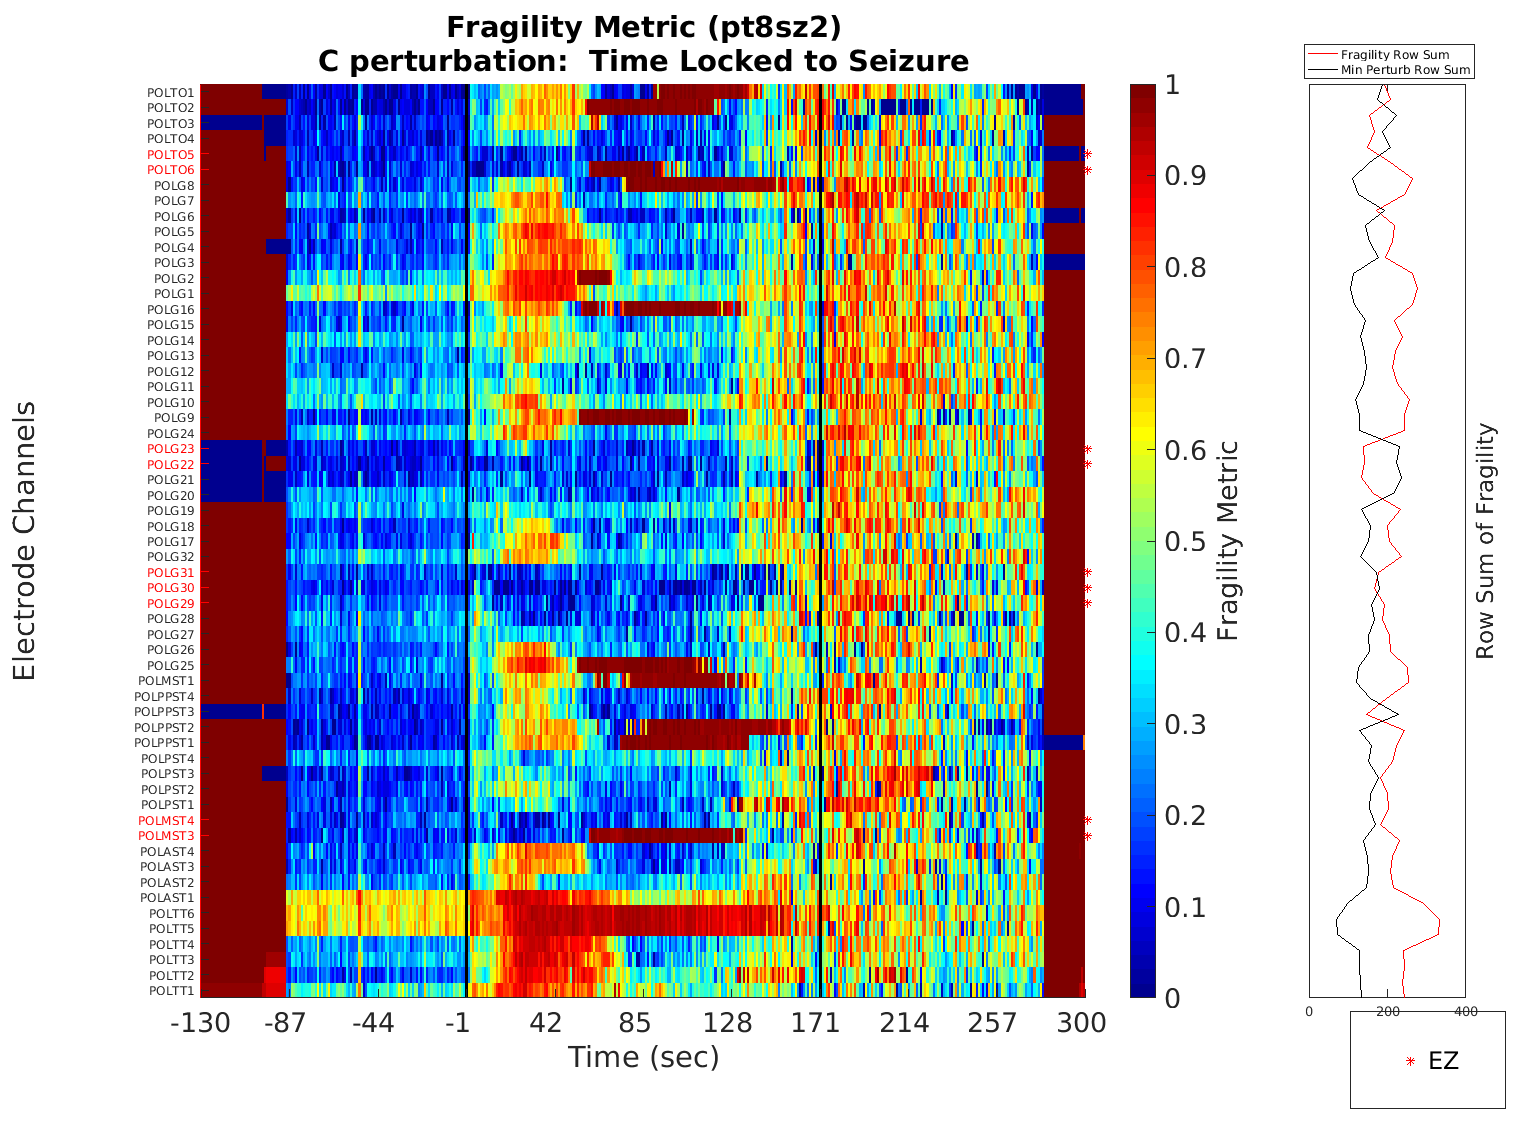 Fragility Metric (pt8sz2)
C perturbation:  Time Locked to Seizure
Electrode Channels
POLTO1
POLTO2
POLTO3
POLTO4
POLTO5
POLTO6
POLG8
POLG7
POLG6
POLG5
POLG4
POLG3
POLG2
POLG1
POLG16
POLG15
POLG14
POLG13
POLG12
POLG11
POLG10
POLG9
POLG24
POLG23
POLG22
POLG21
POLG20
POLG19
POLG18
POLG17
POLG32
POLG31
POLG30
POLG29
POLG28
POLG27
POLG26
POLG25
POLMST1
POLPPST4
POLPPST3
POLPPST2
POLPPST1
POLPST4
POLPST3
POLPST2
POLPST1
POLMST4
POLMST3
POLAST4
POLAST3
POLAST2
POLAST1
POLTT6
POLTT5
POLTT4
POLTT3
POLTT2
POLTT1
-130 -87 -44 -1 42 85 128 171 214 257 300
Time (sec)
1
0.9
0.8
0.7
0.6
0.5
0.4
0.3
0.2
0.1
0
Fragility Metric
Fragility Row Sum
Min Perturb Row Sum
0 200 400
Row Sum of Fragility
EZ